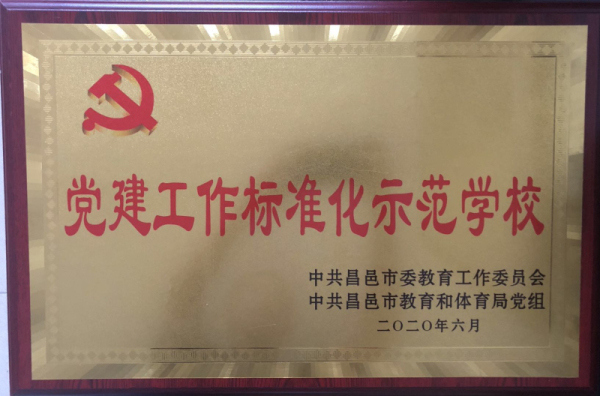 党建工作标准化示范学校
中共昌邑市委教育工作委员会
中共昌邑市教育和体育局党组
二〇二〇年六月